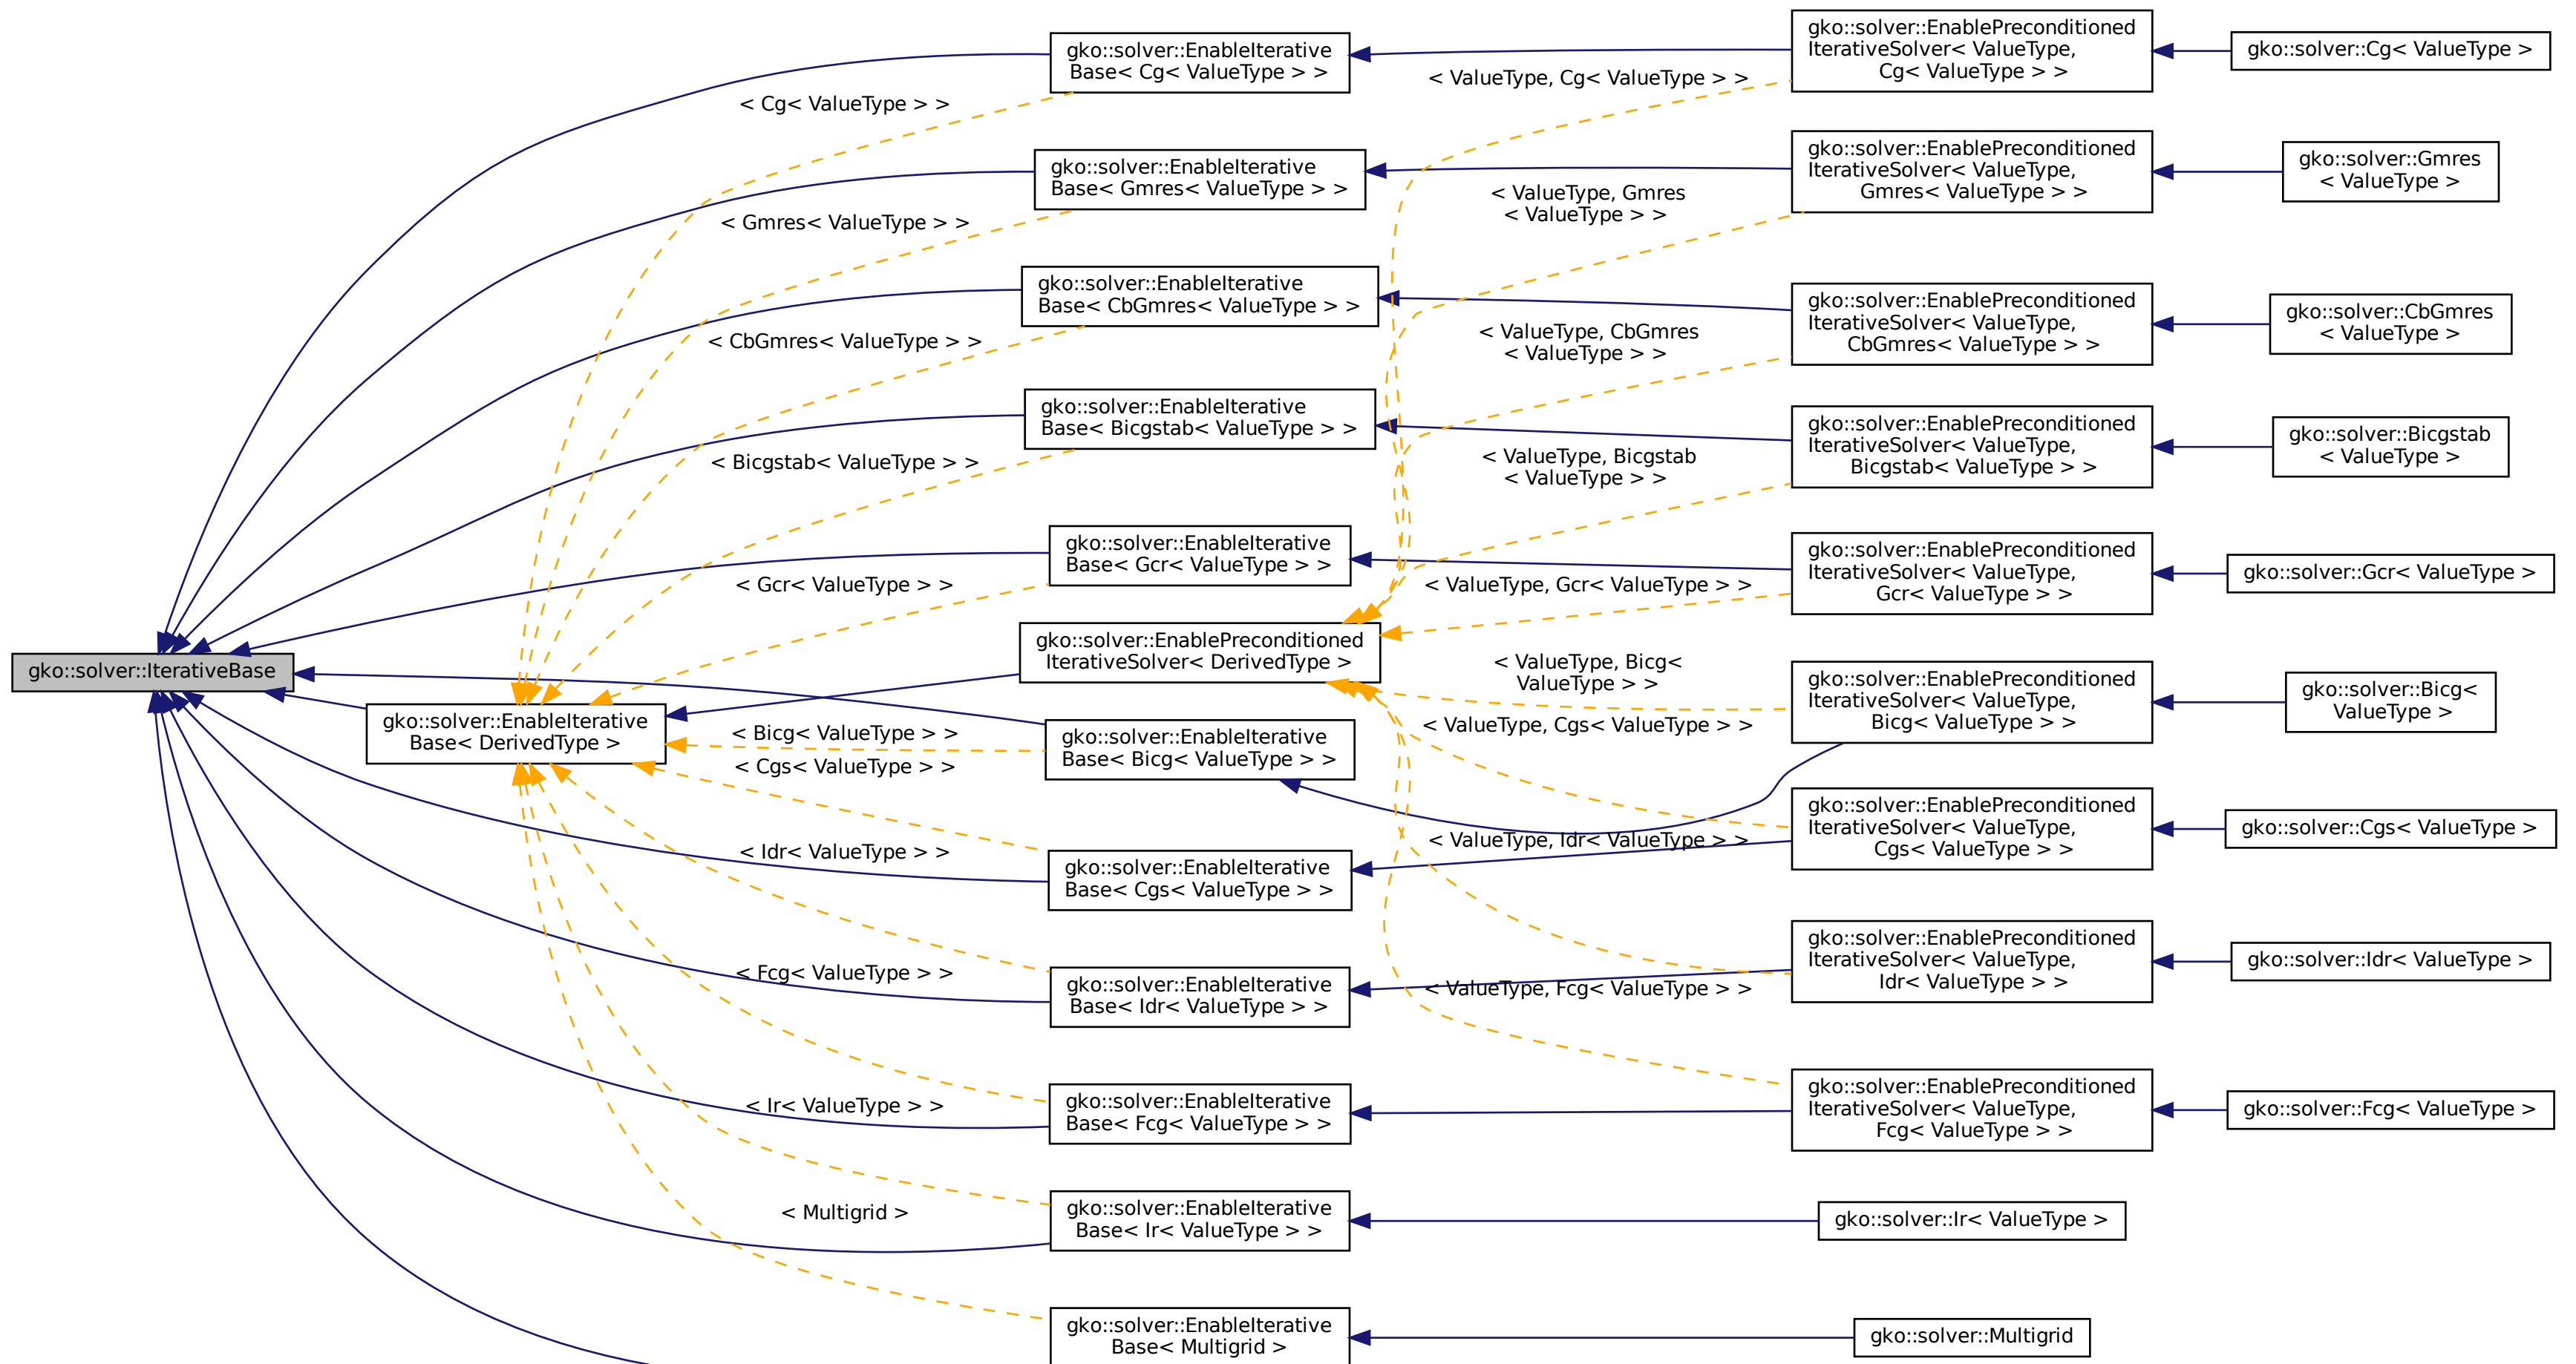 gko::solver::IterativeBase
gko::solver::EnableIterative
Base< DerivedType >
< Cg< ValueType > >
< Gmres< ValueType > >
< CbGmres< ValueType > >
< Bicgstab< ValueType > >
< Gcr< ValueType > >
< Bicg< ValueType > >
< Cgs< ValueType > >
< Idr< ValueType > >
< Fcg< ValueType > >
< Ir< ValueType > >
< Multigrid >
gko::solver::EnableIterative
Base< Cg< ValueType > >
gko::solver::EnableIterative
Base< Gmres< ValueType > >
gko::solver::EnableIterative
Base< CbGmres< ValueType > >
gko::solver::EnableIterative
Base< Bicgstab< ValueType > >
gko::solver::EnableIterative
Base< Gcr< ValueType > >
gko::solver::EnablePreconditioned
IterativeSolver< DerivedType >
gko::solver::EnableIterative
Base< Bicg< ValueType > >
gko::solver::EnableIterative
Base< Cgs< ValueType > >
gko::solver::EnableIterative
Base< Idr< ValueType > >
gko::solver::EnableIterative
Base< Fcg< ValueType > >
gko::solver::EnableIterative
Base< Ir< ValueType > >
gko::solver::EnableIterative
Base< Multigrid >
< ValueType, Cg< ValueType > >
< ValueType, Gmres
< ValueType > >
< ValueType, CbGmres
< ValueType > >
< ValueType, Bicgstab
< ValueType > >
< ValueType, Gcr< ValueType > >
< ValueType, Bicg<
ValueType > >
< ValueType, Cgs< ValueType > >
< ValueType, Idr< ValueType > >
< ValueType, Fcg< ValueType > >
gko::solver::EnablePreconditioned
IterativeSolver< ValueType,
Cg< ValueType > >
gko::solver::EnablePreconditioned
IterativeSolver< ValueType,
Gmres< ValueType > >
gko::solver::EnablePreconditioned
IterativeSolver< ValueType,
CbGmres< ValueType > >
gko::solver::EnablePreconditioned
IterativeSolver< ValueType,
Bicgstab< ValueType > >
gko::solver::EnablePreconditioned
IterativeSolver< ValueType,
Gcr< ValueType > >
gko::solver::EnablePreconditioned
IterativeSolver< ValueType,
Bicg< ValueType > >
gko::solver::EnablePreconditioned
IterativeSolver< ValueType,
Cgs< ValueType > >
gko::solver::EnablePreconditioned
IterativeSolver< ValueType,
Idr< ValueType > >
gko::solver::EnablePreconditioned
IterativeSolver< ValueType,
Fcg< ValueType > >
gko::solver::Ir< ValueType >
gko::solver::Multigrid
gko::solver::Cg< ValueType >
gko::solver::Gmres
< ValueType >
gko::solver::CbGmres
< ValueType >
gko::solver::Bicgstab
< ValueType >
gko::solver::Gcr< ValueType >
gko::solver::Bicg<
ValueType >
gko::solver::Cgs< ValueType >
gko::solver::Idr< ValueType >
gko::solver::Fcg< ValueType >